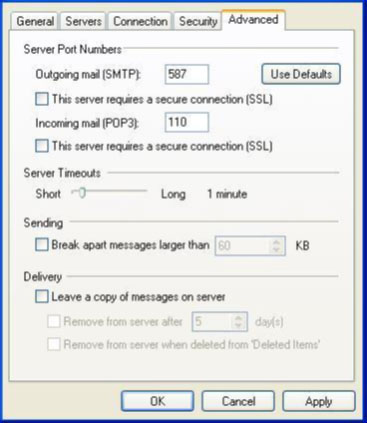 General Servers Connection Security Advanced
Server Port Numbers
Outgoing mail (SMTP): 587 Use Defaults
This server requires a secure connection (SSL)
Incoming mail (POP3): 110
This server requires a secure connection (SSL)
Server Timeouts
Short Long 1 minute
Sending
Break apart messages larger than 60 KB
Delivery
Leave a copy of messages on server
Remove from server after 5 day(s)
Remove from server when deleted from 'Deleted Items'
OK Cancel Apply